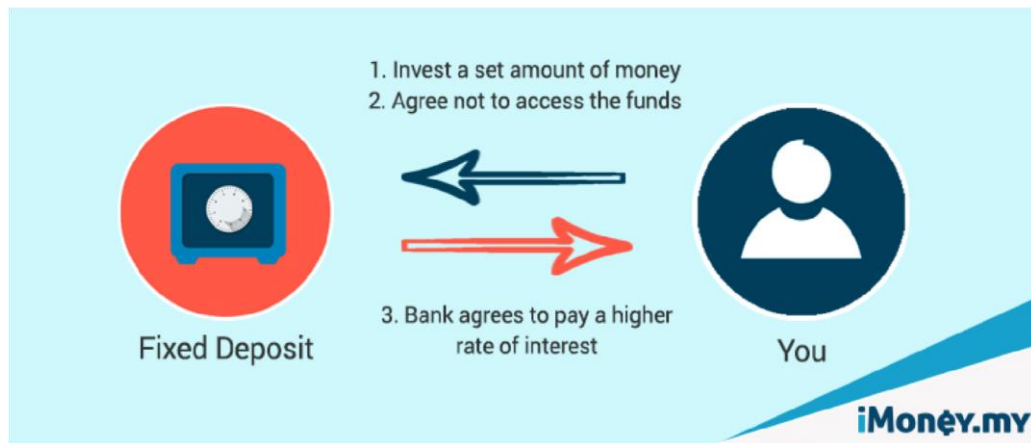 1. Invest a set amount of money
2. Agree not to access the funds
3. Bank agrees to pay a higher
rate of interest
Fixed Deposit
You
iMoney.my